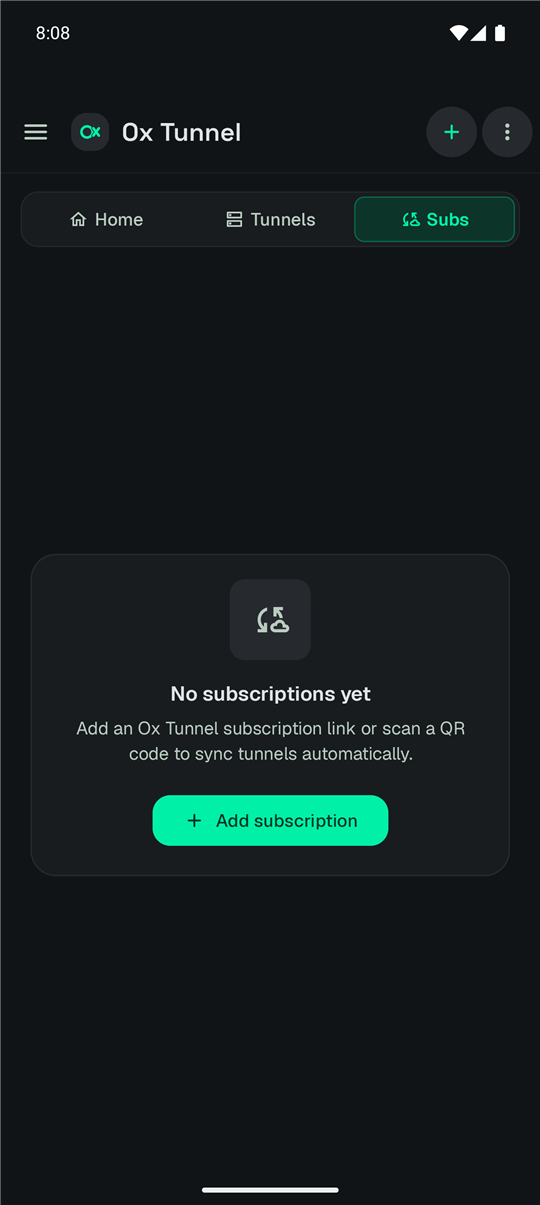 8:08
Ox
Ox Tunnel
Home
Tunnels
Subs
No subscriptions yet
Add an Ox Tunnel subscription link or scan a QR
code to sync tunnels automatically.
Add subscription